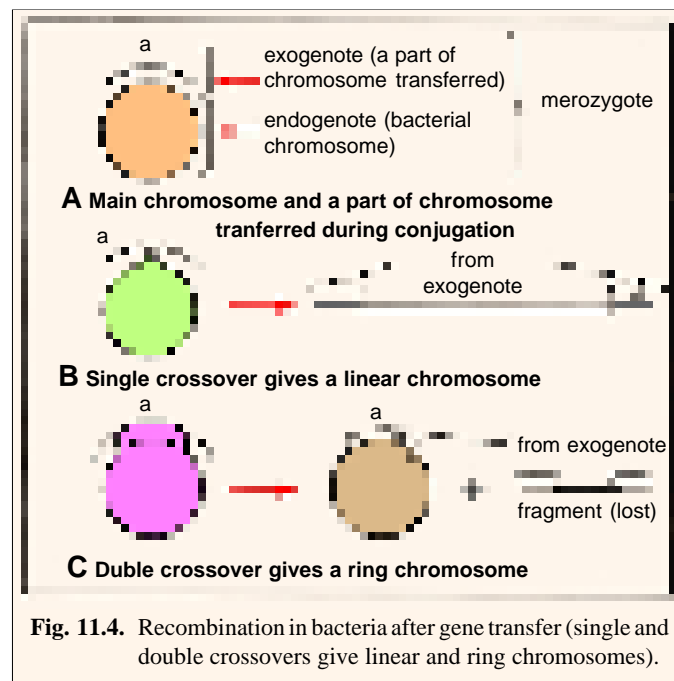 a
exogenote (a part of
chromosome transferred)
merozygote
endogenote (bacterial
chromosome)
A Main chromosome and a part of chromosome
tranferred during conjugation
a
from
exogenote
B Single crossover gives a linear chromosome
a
a
from exogenote
fragment (lost)
C Duble crossover gives a ring chromosome
Fig. 11.4. Recombination in bacteria after gene transfer (single and
double crossovers give linear and ring chromosomes).